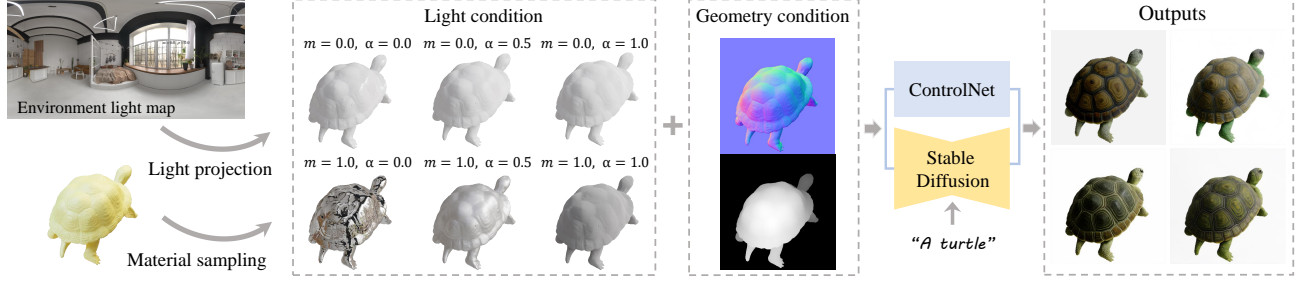 Environment light map
Light projection
Material sampling
Light condition
m = 0.0, α = 0.0 m = 0.0, α = 0.5 m = 0.0, α = 1.0
m = 1.0, α = 0.0 m = 1.0, α = 0.5 m = 1.0, α = 1.0
+
Geometry condition
ControlNet
Stable
Diffusion
“A turtle”
Outputs